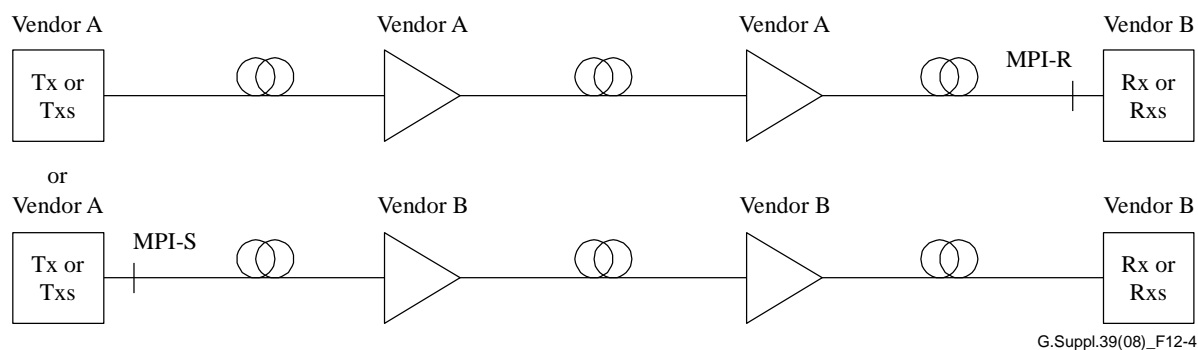 Vendor A
Vendor A
Vendor B
Tx or
Txs
MPI-R
Rx or
Rxs
or
Vendor A
Vendor B
Vendor B
Vendor B
Tx or
Txs
MPI-S
Rx or
Rxs
G.Suppl.39(08)_F12-4